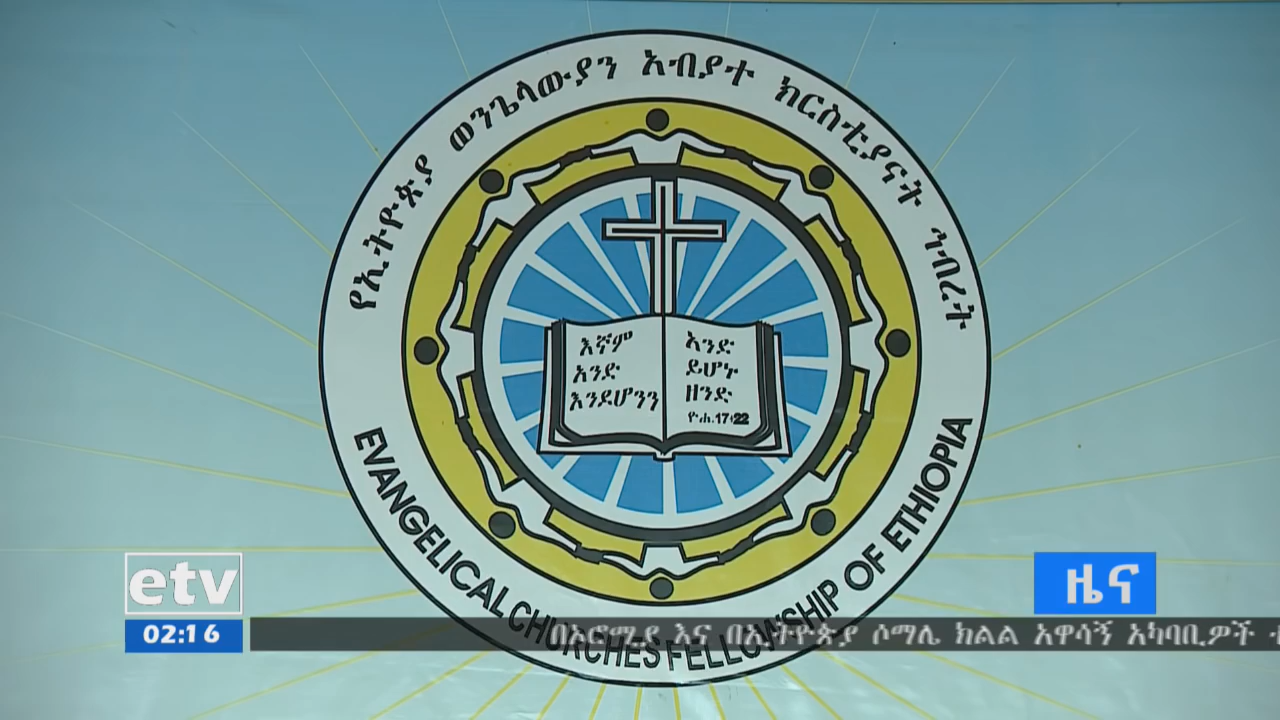 የኢትዮጵያ ወንጌላውያን አብያተ ክርስቲያናት ኅብረት
እኛም
አንድ
እንደሆንን
አንድ
ይሆኑ
ዘንድ
ዮሐ.17፡22
EVANGELICAL CHURCHES FELLOWSHIP OF ETHIOPIA
etv
ዜና
02:16
በኦሮሚያ እና በኢትዮጵያ ሶማሌ ክልል አዋሳኝ አካባቢዎች